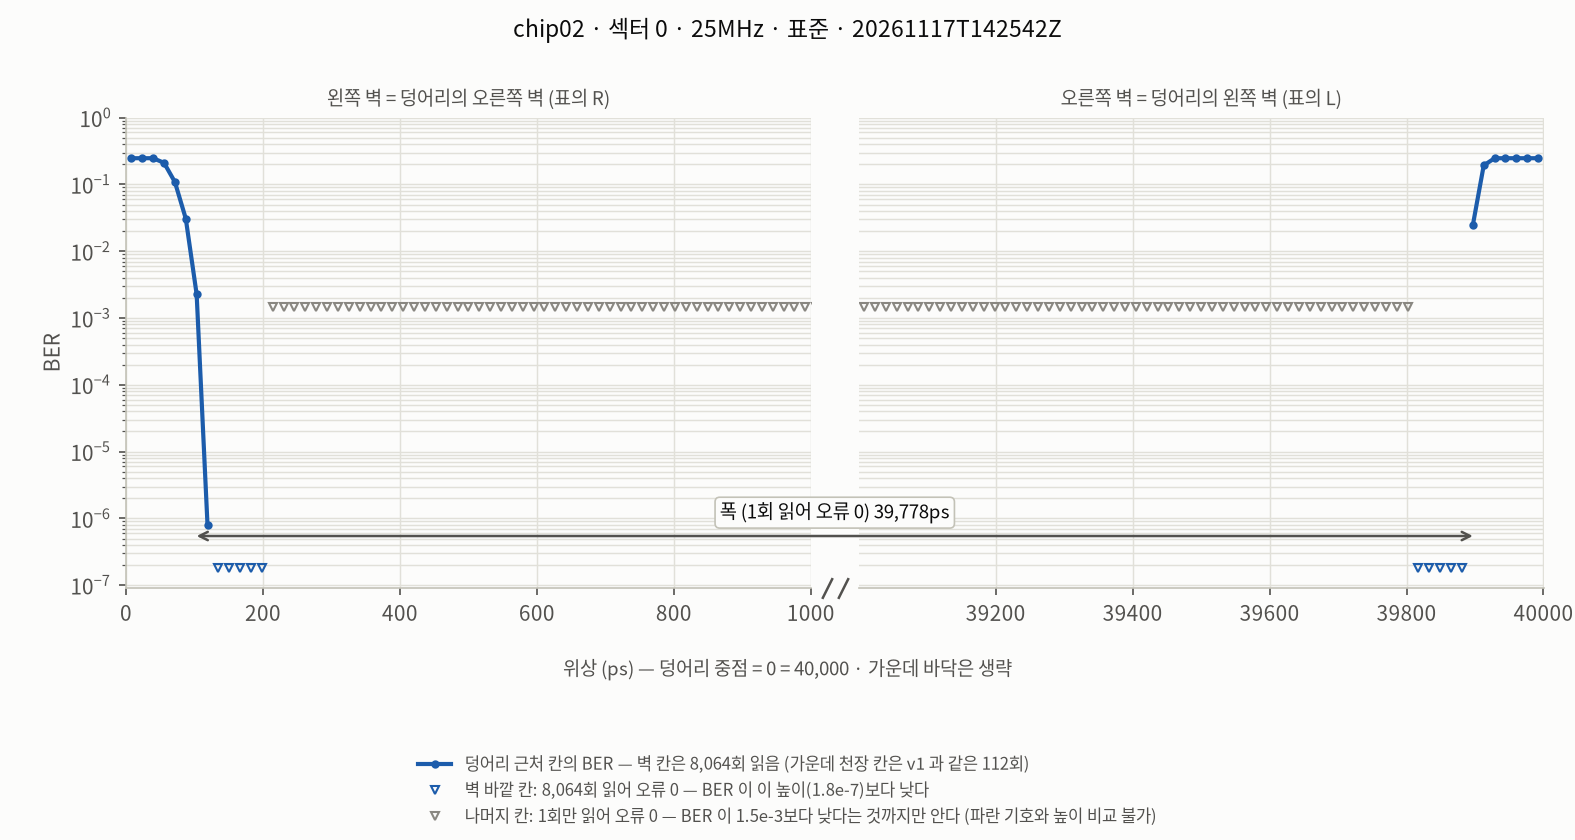 chip02 · 섹터 0 · 25MHz · 표준 · 20261117T142542Z
왼쪽 벽 = 덩어리의 오른쪽 벽 (표의 R)
오른쪽 벽 = 덩어리의 왼쪽 벽 (표의 L)
10⁰
10⁻¹
10⁻²
10⁻³
10⁻⁴
10⁻⁵
10⁻⁶
10⁻⁷
BER
폭 (1회 읽어 오류 0) 39,778ps
0 200 400 600 800 1000 39200 39400 39600 39800 40000
위상 (ps) — 덩어리 중점 = 0 = 40,000 · 가운데 바닥은 생략
덩어리 근처 칸의 BER — 벽 칸은 8,064회 읽음 (가운데 천장 칸은 v1 과 같은 112회)
벽 바깥 칸: 8,064회 읽어 오류 0 — BER 이 이 높이(1.8e-7)보다 낮다
나머지 칸: 1회만 읽어 오류 0 — BER 이 1.5e-3보다 낮다는 것까지만 안다 (파란 기호와 높이 비교 불가)